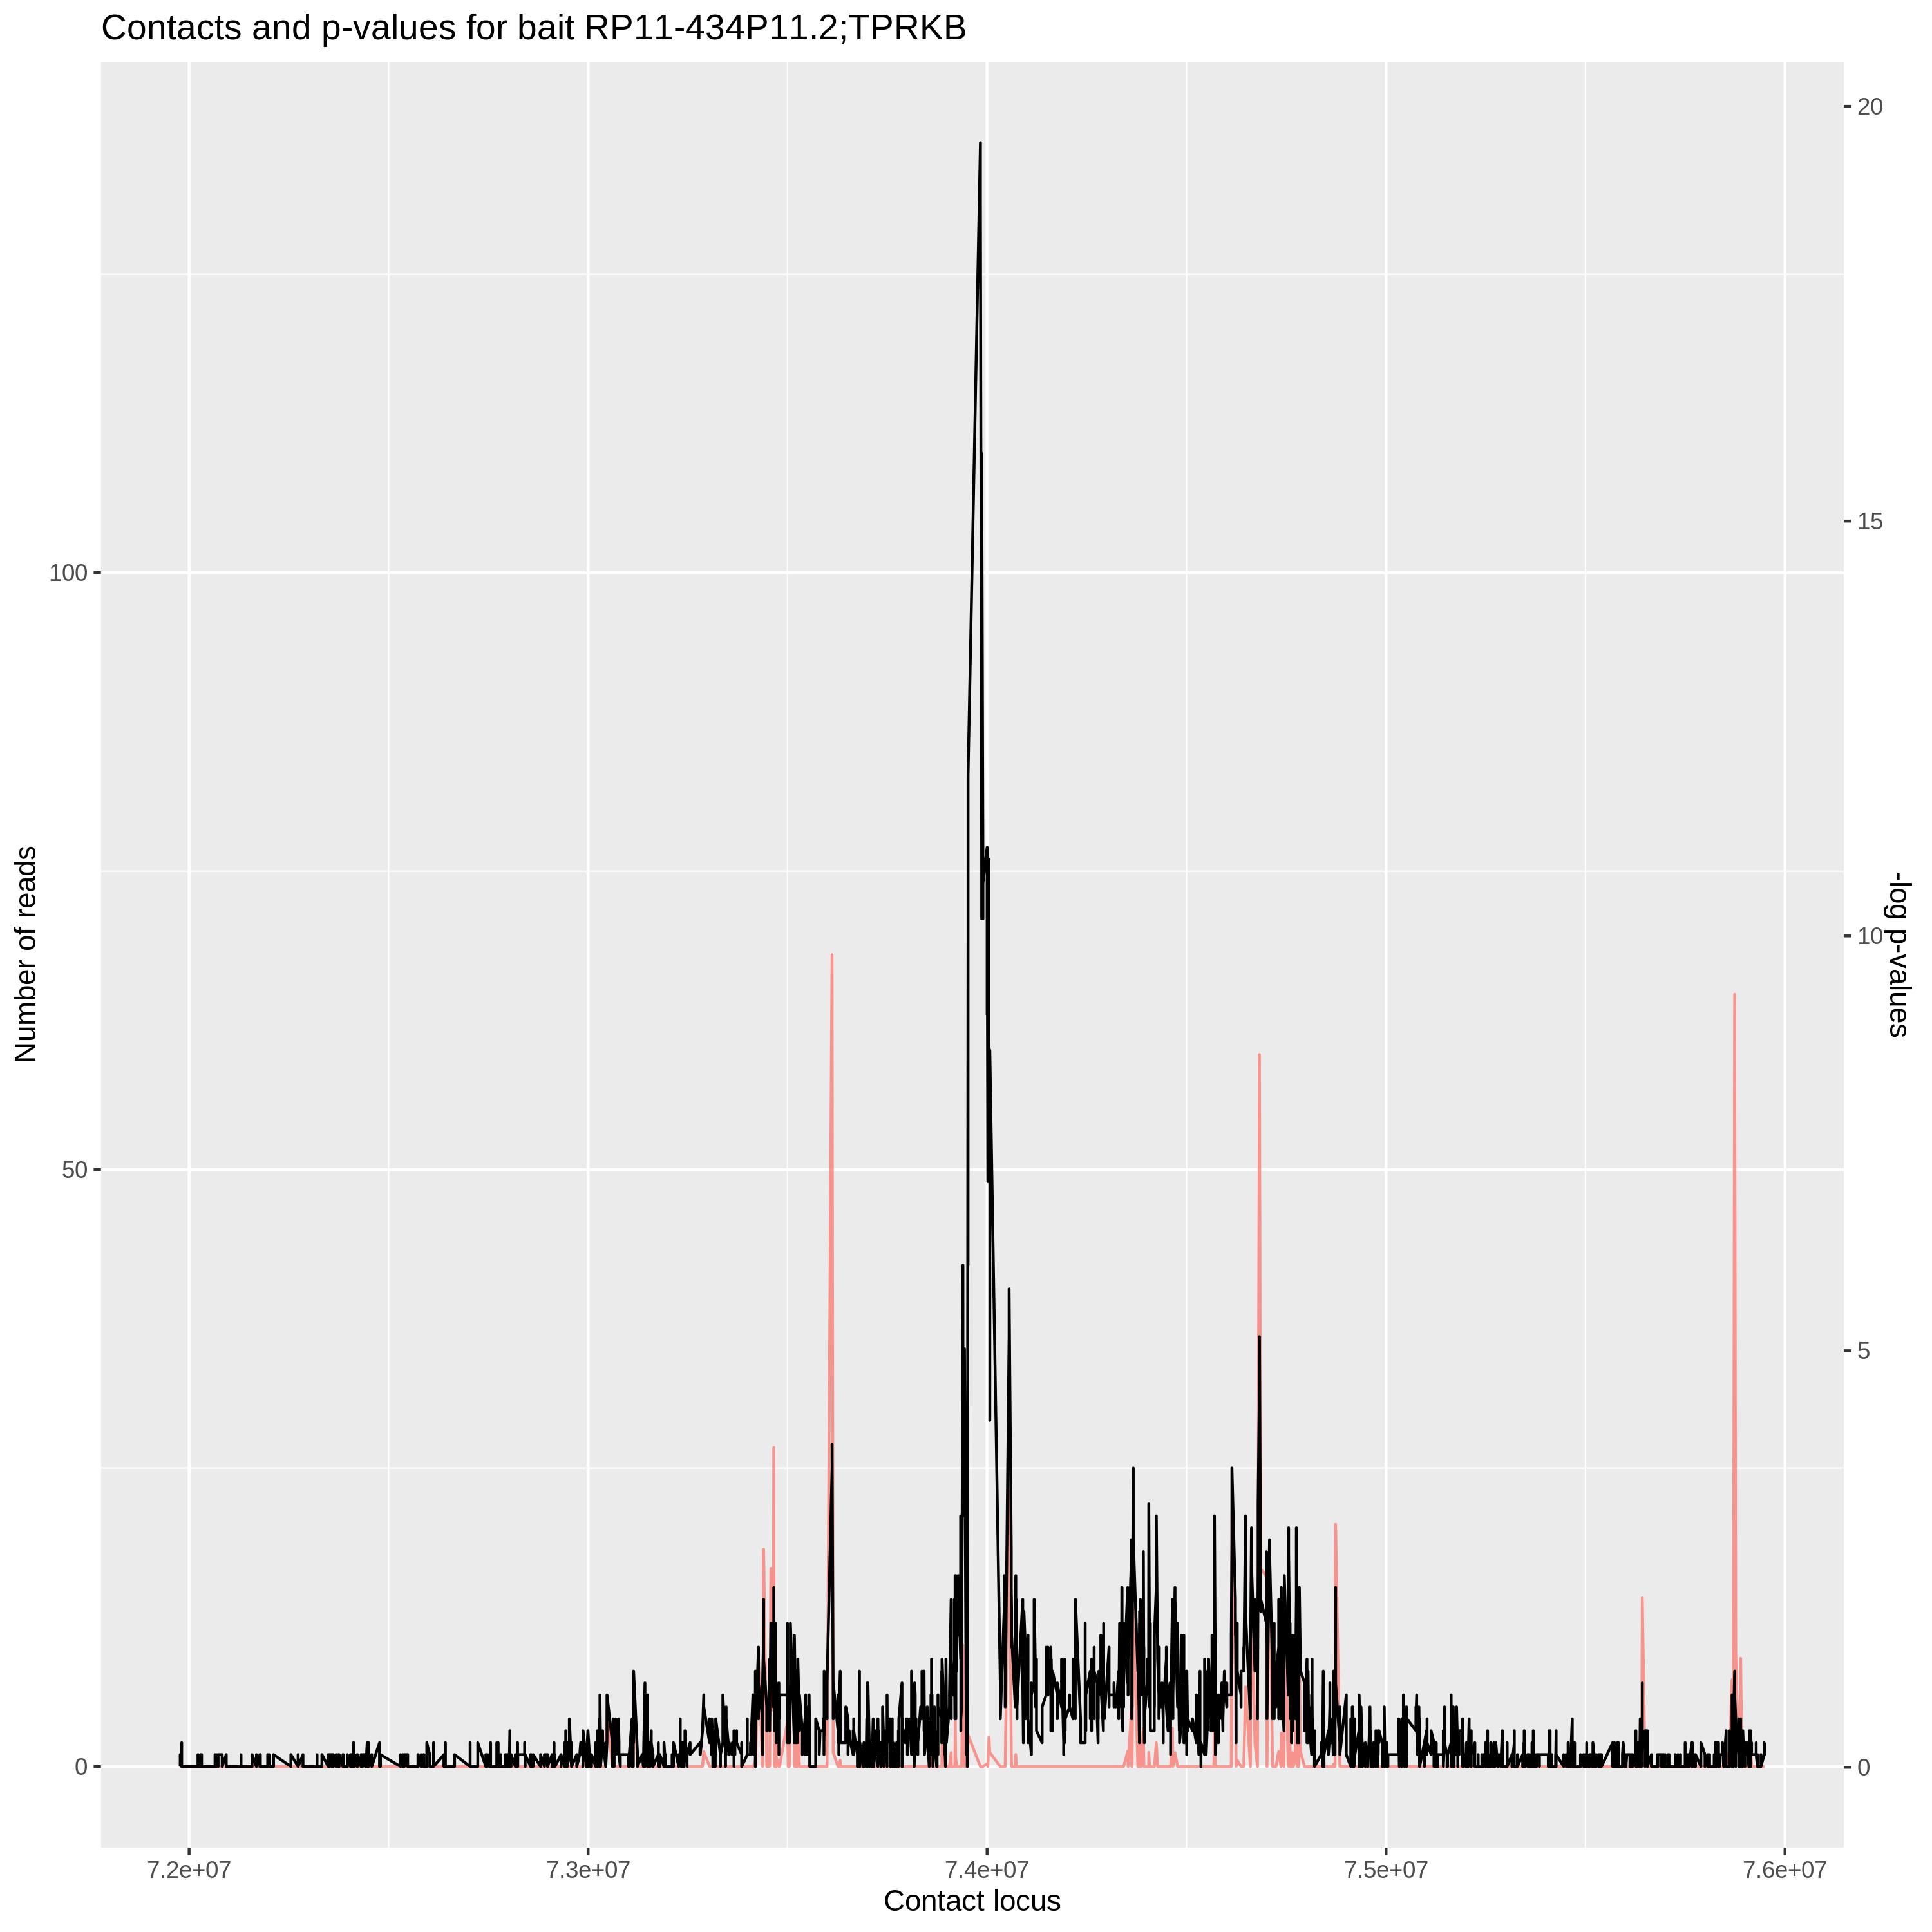 Contacts and p-values for bait RP11-434P11.2;TPRKB
Number of reads
100
50
0
20
15
10
5
0
-log p-values
7.2e+07 7.3e+07 7.4e+07 7.5e+07 7.6e+07
Contact locus